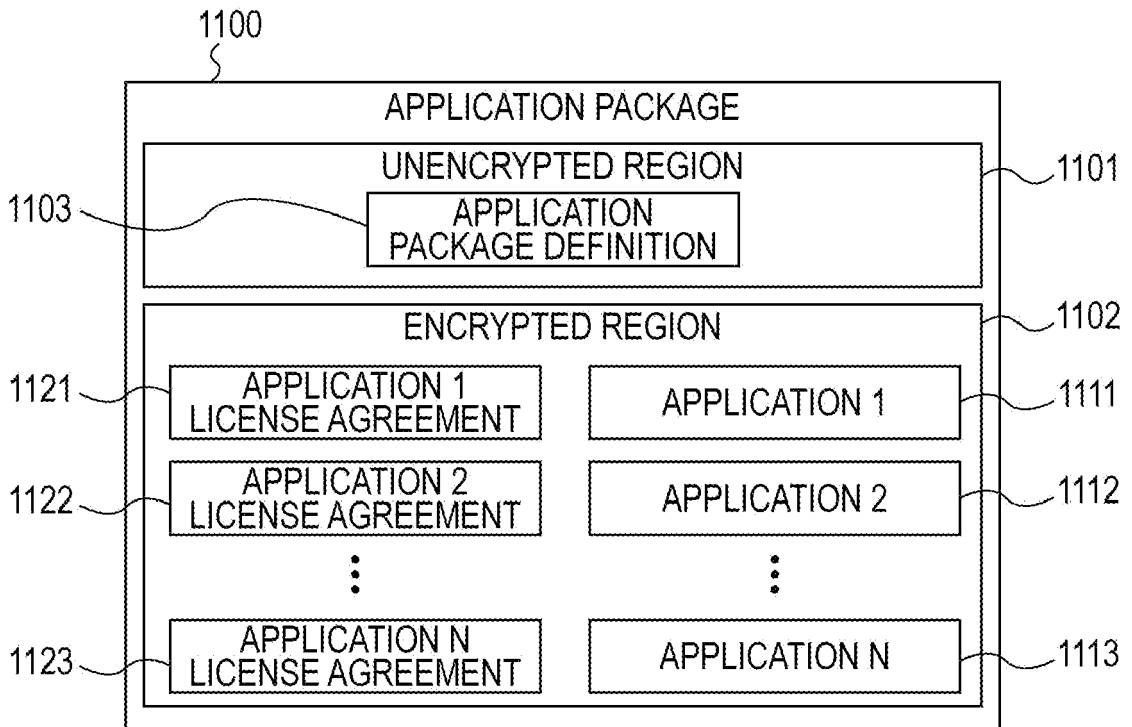 1100
APPLICATION PACKAGE
UNENCRYPTED REGION
1101
1103
APPLICATION
PACKAGE DEFINITION
ENCRYPTED REGION
1102
1121
APPLICATION 1
LICENSE AGREEMENT
APPLICATION 1
1111
1122
APPLICATION 2
LICENSE AGREEMENT
APPLICATION 2
1112
1123
APPLICATION N
LICENSE AGREEMENT
APPLICATION N
1113